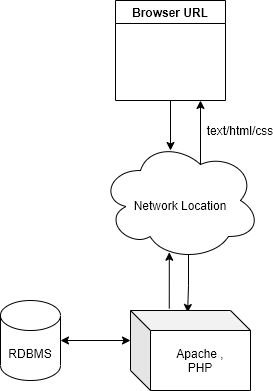 Browser URL
text/html/css
Network Location
RDBMS
Apache ,
PHP